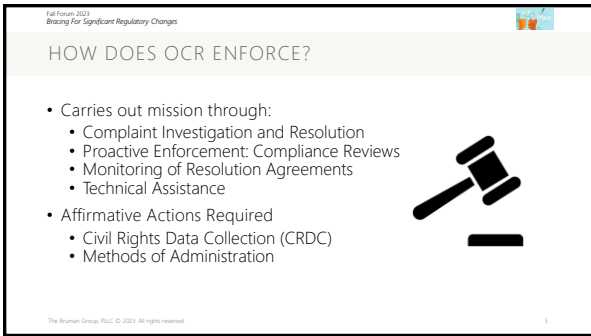 Fall Forum 2023
Bracing For Significant Regulatory Changes
HOW DOES OCR ENFORCE?
• Carries out mission through:
• Complaint Investigation and Resolution
• Proactive Enforcement: Compliance Reviews
• Monitoring of Resolution Agreements
• Technical Assistance
• Affirmative Actions Required
• Civil Rights Data Collection (CRDC)
• Methods of Administration
The Bruman Group, PLLC © 2023. All rights reserved.
5